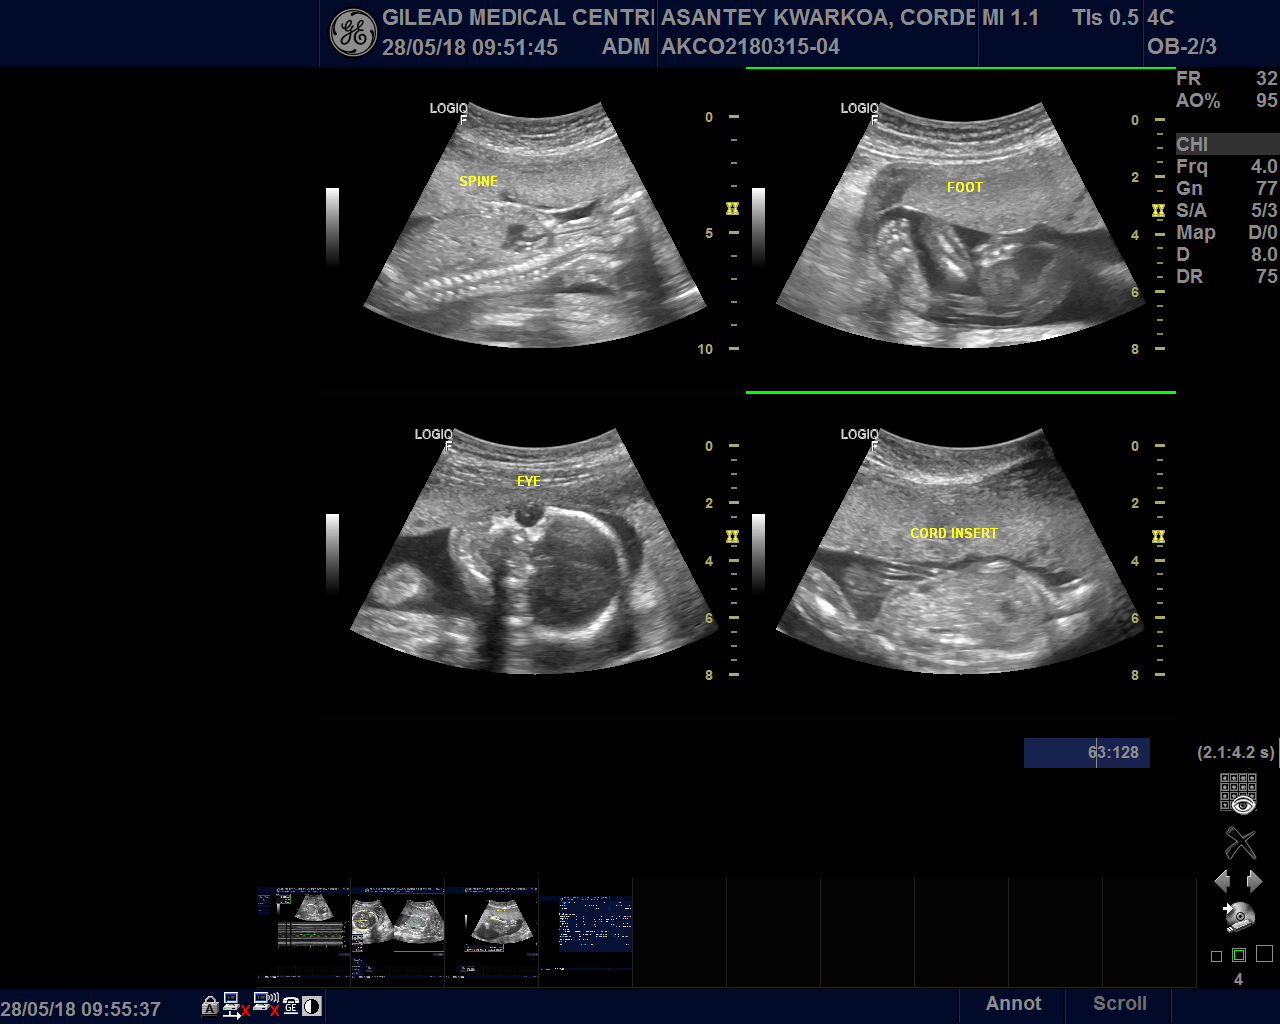 GILEAD MEDICAL CENTR
ASANTEY KWARKOA, CORDE
MI 1.1 TIs 0.5 4C
28/05/18 09:51:45 ADM AKCO2180315-04
OB-2/3
FR 32
AO% 95
CHI
Frq 4.0
Gn 77
S/A 5/3
Map D/0
D 8.0
DR 75
LOGIQ
F
SPINE
0
5
10
LOGIQ
F
FOOT
0
2
4
6
8
LOGIQ
F
EYE
0
2
4
6
8
LOGIQ
F
CORD INSERT
0
2
4
6
8
63:128 (2.1:4.2 s)
4
28/05/18 09:55:37
A
GE
Annot Scroll